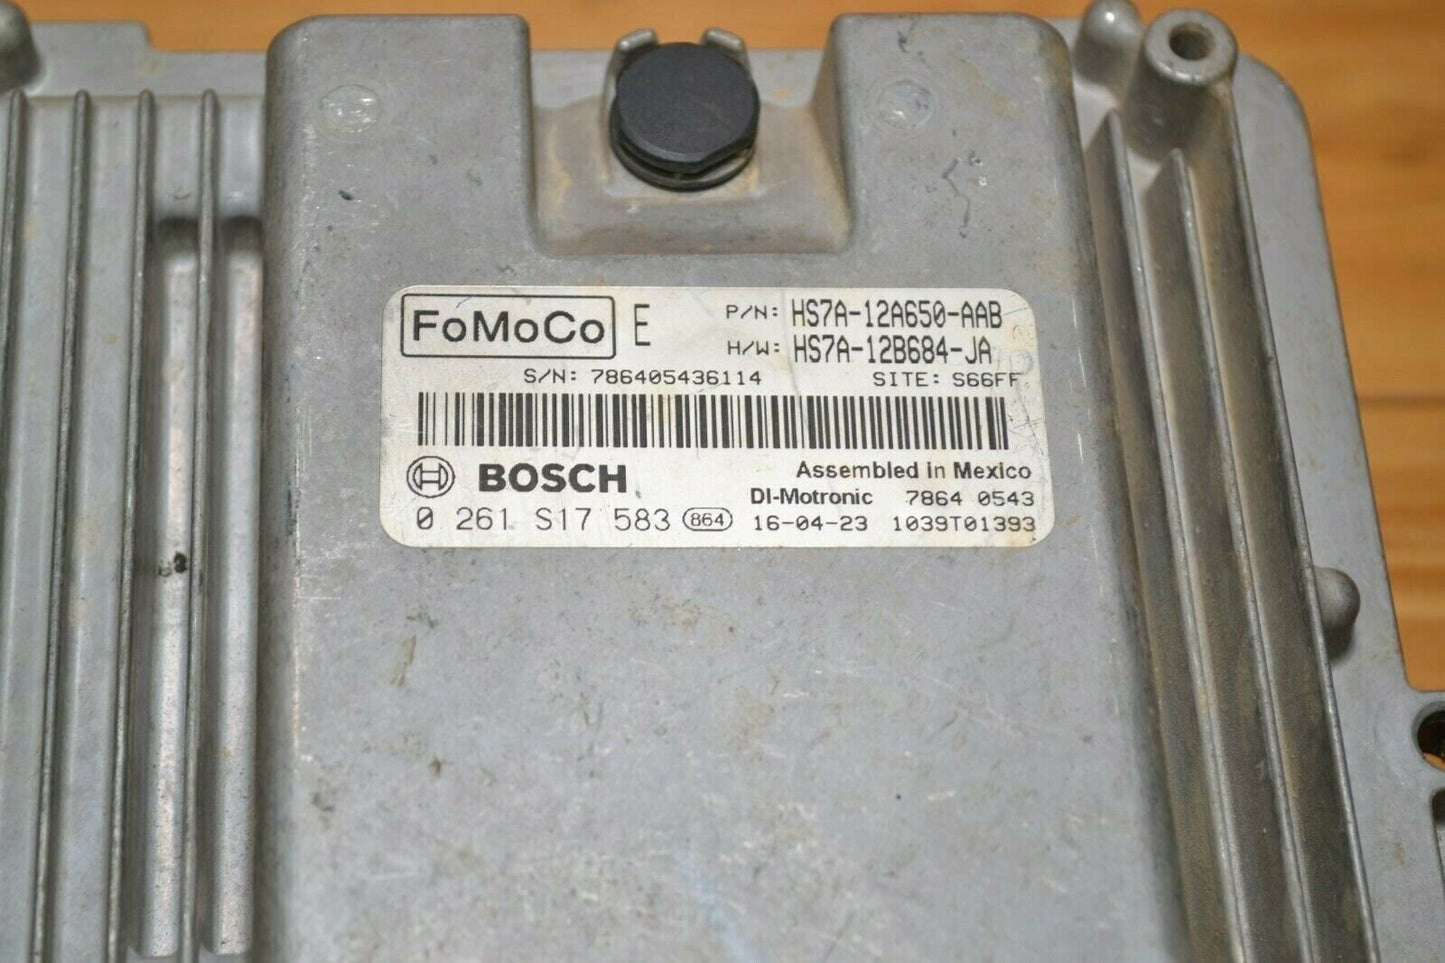 FoMoCo E P/N: HS7A-12A650-AAB
H/W: HS7A-12B684-JA
S/N: 786405436114 SITE: S66FF
BOSCH Assembled in Mexico
DI-Motronic 7864 0543
0 261 S17 583 864 16-04-23 1039T01393